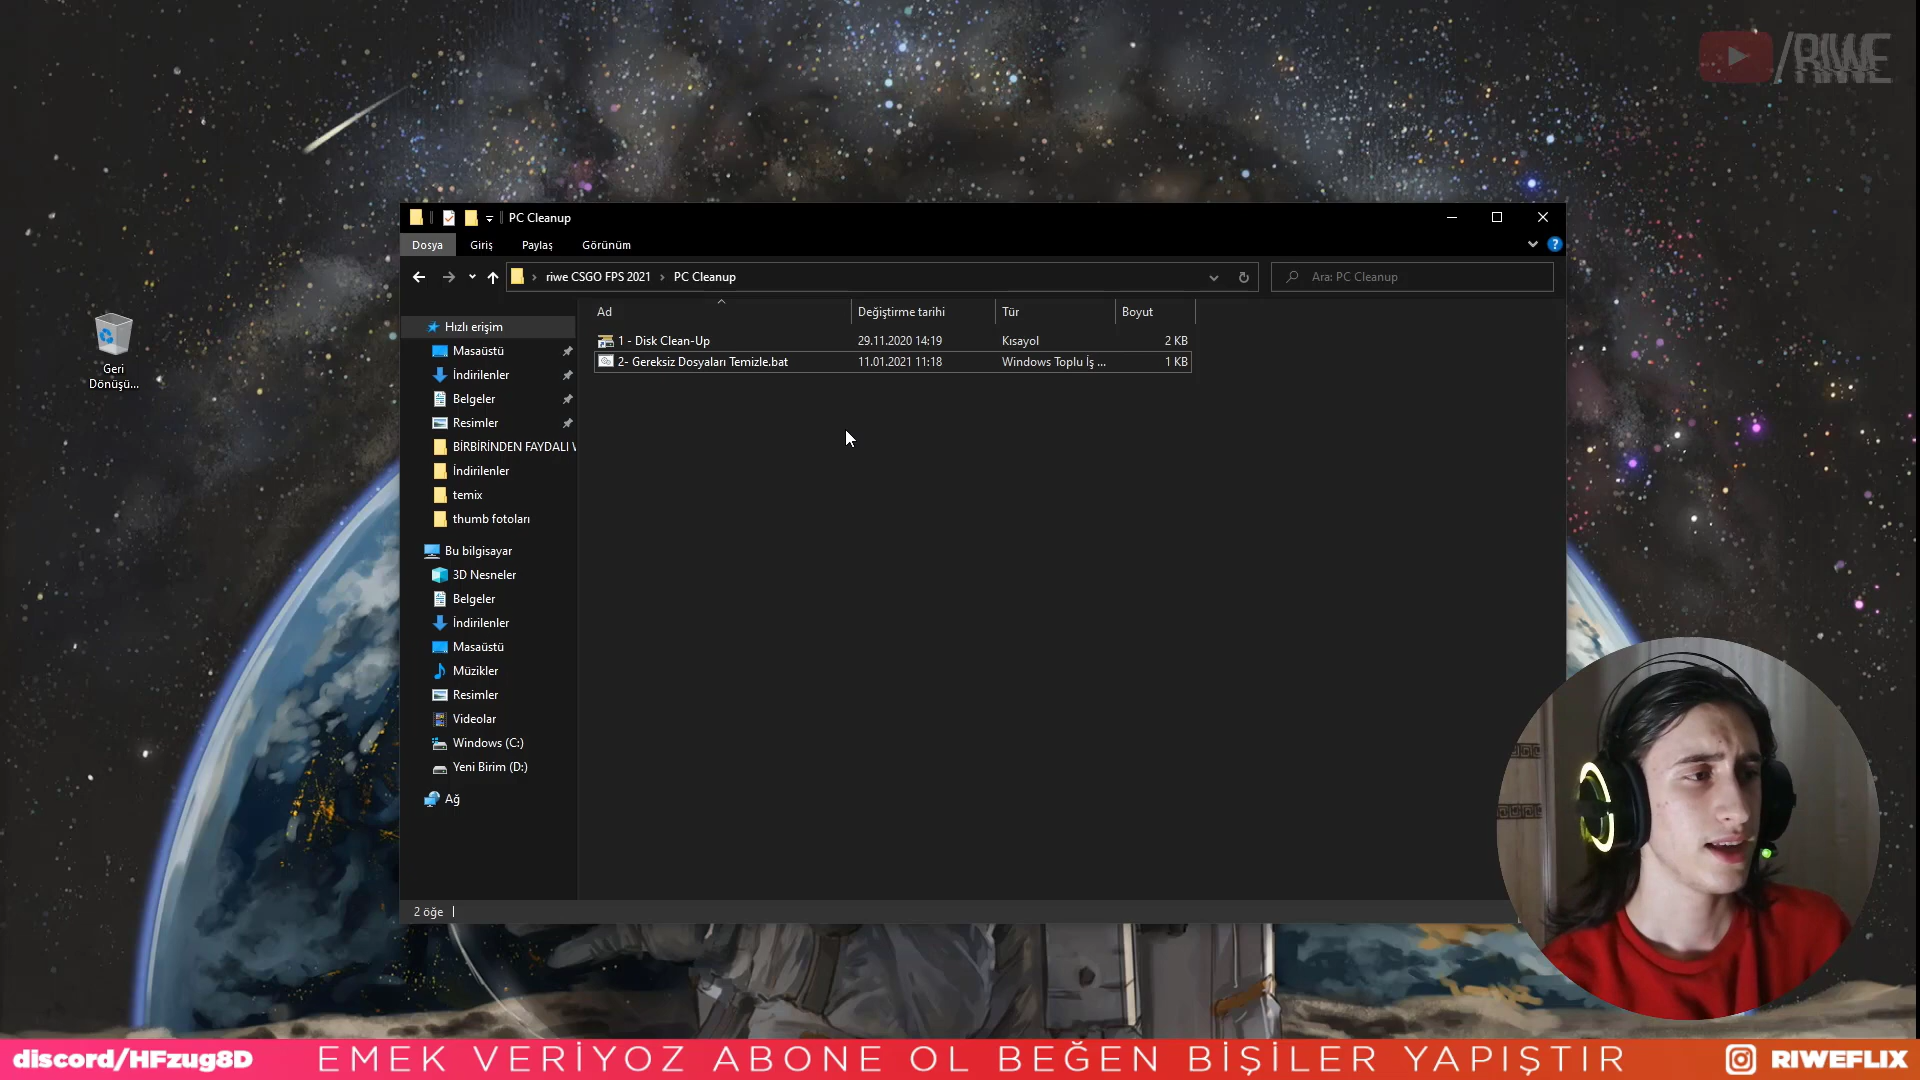 /RIWE
PC Cleanup
Dosya Giriş Paylaş Görünüm
riwe CSGO FPS 2021 › PC Cleanup
Ara: PC Cleanup
Ad Değiştirme tarihi Tür Boyut
1 - Disk Clean-Up 29.11.2020 14:19 Kısayol 2 KB
2- Gereksiz Dosyaları Temizle.bat 11.01.2021 11:18 Windows Toplu İş ... 1 KB
Geri
Dönüşü...
Hızlı erişim
Masaüstü
İndirilenler
Belgeler
Resimler
BİRBİRİNDEN FAYDALI
İndirilenler
temix
thumb fotoları
Bu bilgisayar
3D Nesneler
Belgeler
İndirilenler
Masaüstü
Müzikler
Resimler
Videolar
Windows (C:)
Yeni Birim (D:)
Ağ
2 öğe
discord/HFzug8D
EMEK VERİYOZ ABONE OL BEĞEN BİŞİLER YAPIŞTIR
RIWEFLIX